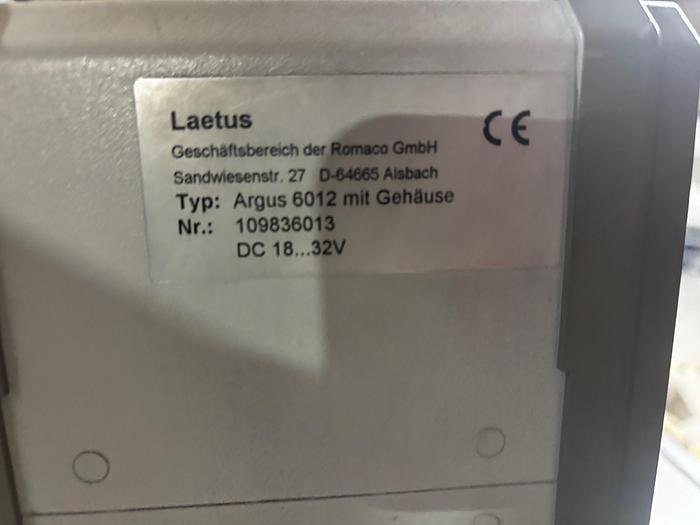 Laetus
CE
Geschäftsbereich der Romaco GmbH
Sandwiesenstr. 27 D-64665 Alsbach
Typ: Argus 6012 mit Gehäuse
Nr.: 109836013
DC 18...32V